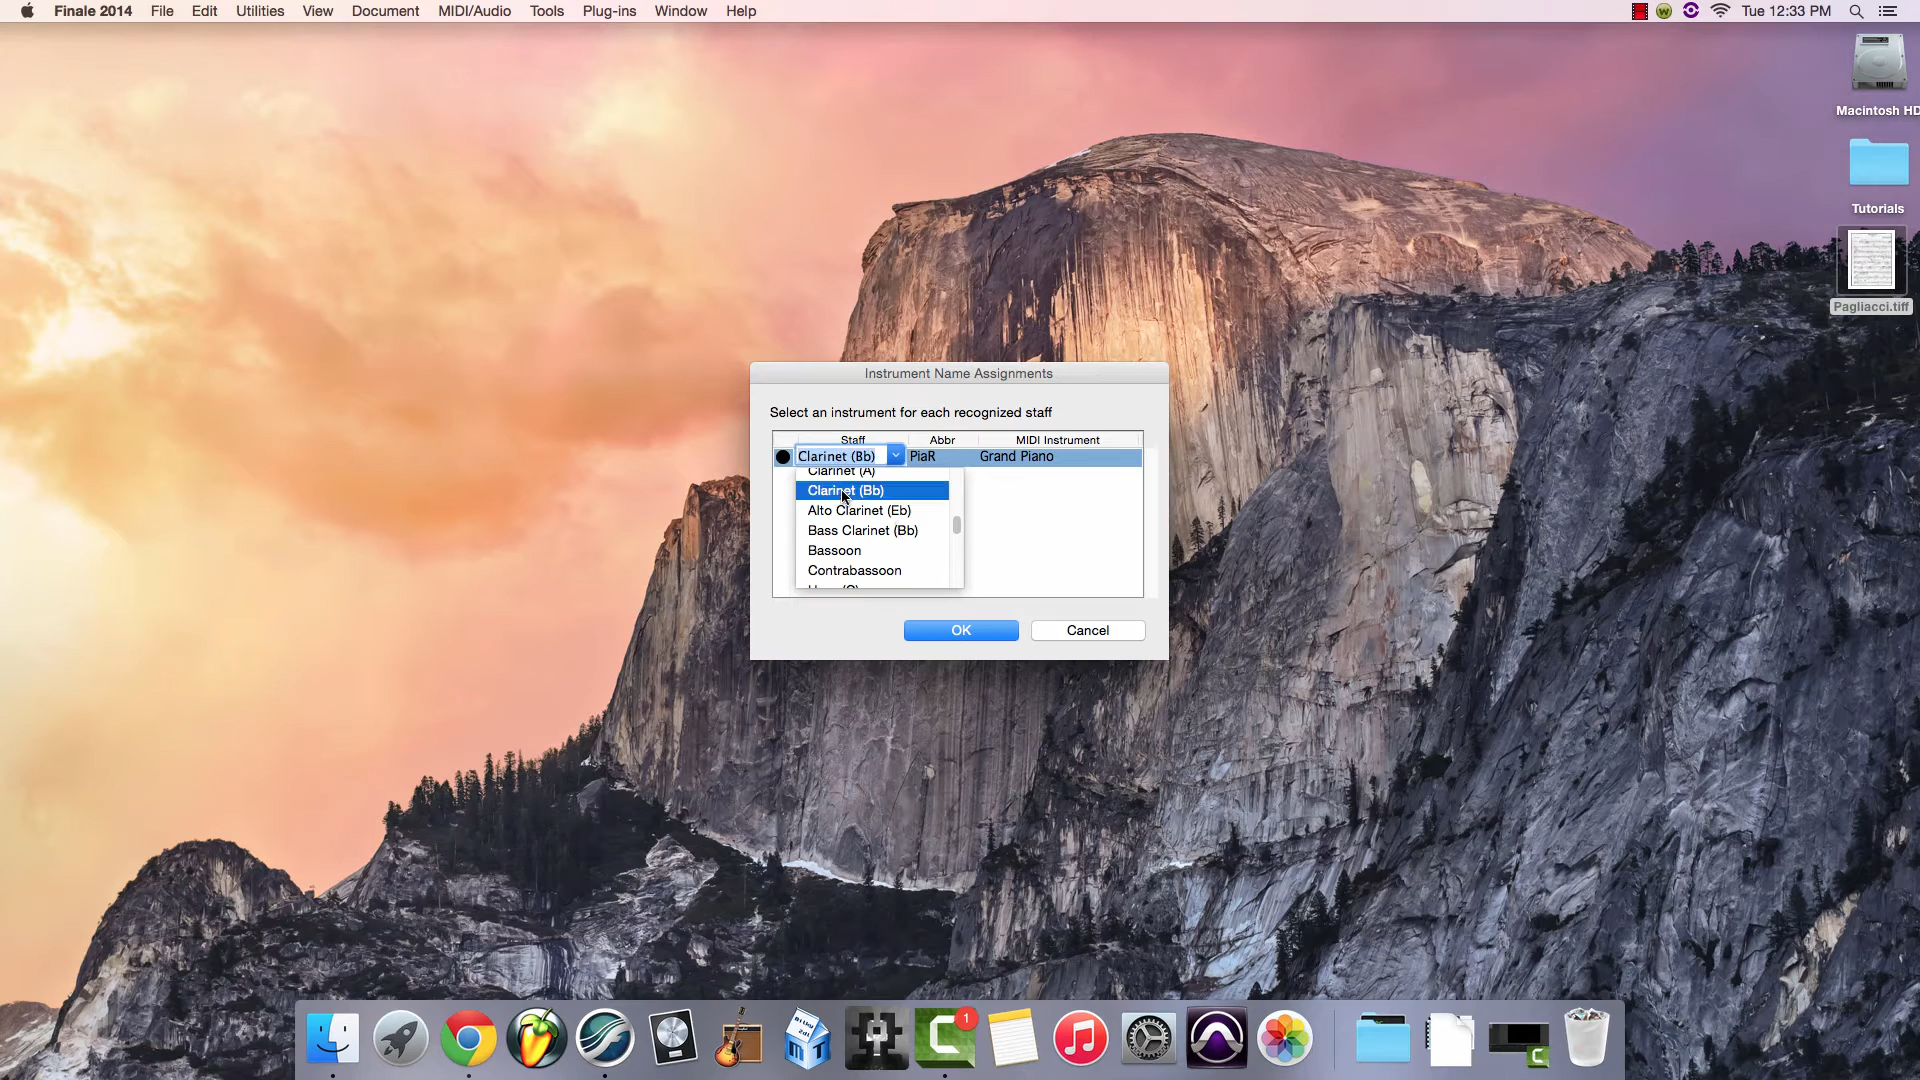 Finale 2014 File Edit Utilities View Document MIDI/Audio Tools Plug-ins Window Help Tue 12:33 PM
Macintosh HD
Tutorials
Pagliacci.tiff
Instrument Name Assignments
Select an instrument for each recognized staff
Staff Abbr MIDI Instrument
Clarinet (Bb) PiaR Grand Piano
Clarinet (A)
Clarinet (Bb)
Alto Clarinet (Eb)
Bass Clarinet (Bb)
Bassoon
Contrabassoon
OK Cancel
1